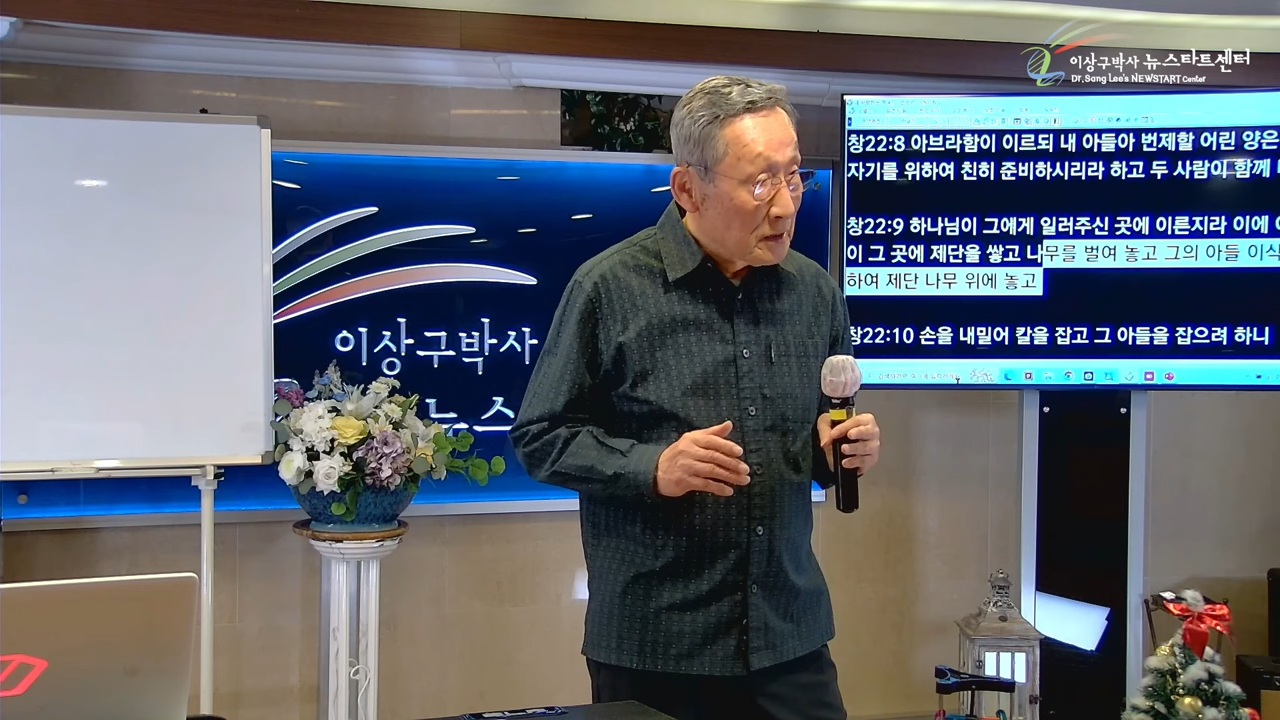 이상구박사 뉴스타트센터
Dr. Sang Lee's NEWSTART Center
창22:8 아브라함이 이르되 내 아들아 번제할 어린 양은
자기를 위하여 친히 준비하시리라 하고 두 사람이 함께
창22:9 하나님이 그에게 일러주신 곳에 이른지라 이에
이 그 곳에 제단을 쌓고 나무를 벌여 놓고 그의 아들 이삭
하여 제단 나무 위에 놓고
창22:10 손을 내밀어 칼을 잡고 그 아들을 잡으려 하니
이상구박사
뉴스